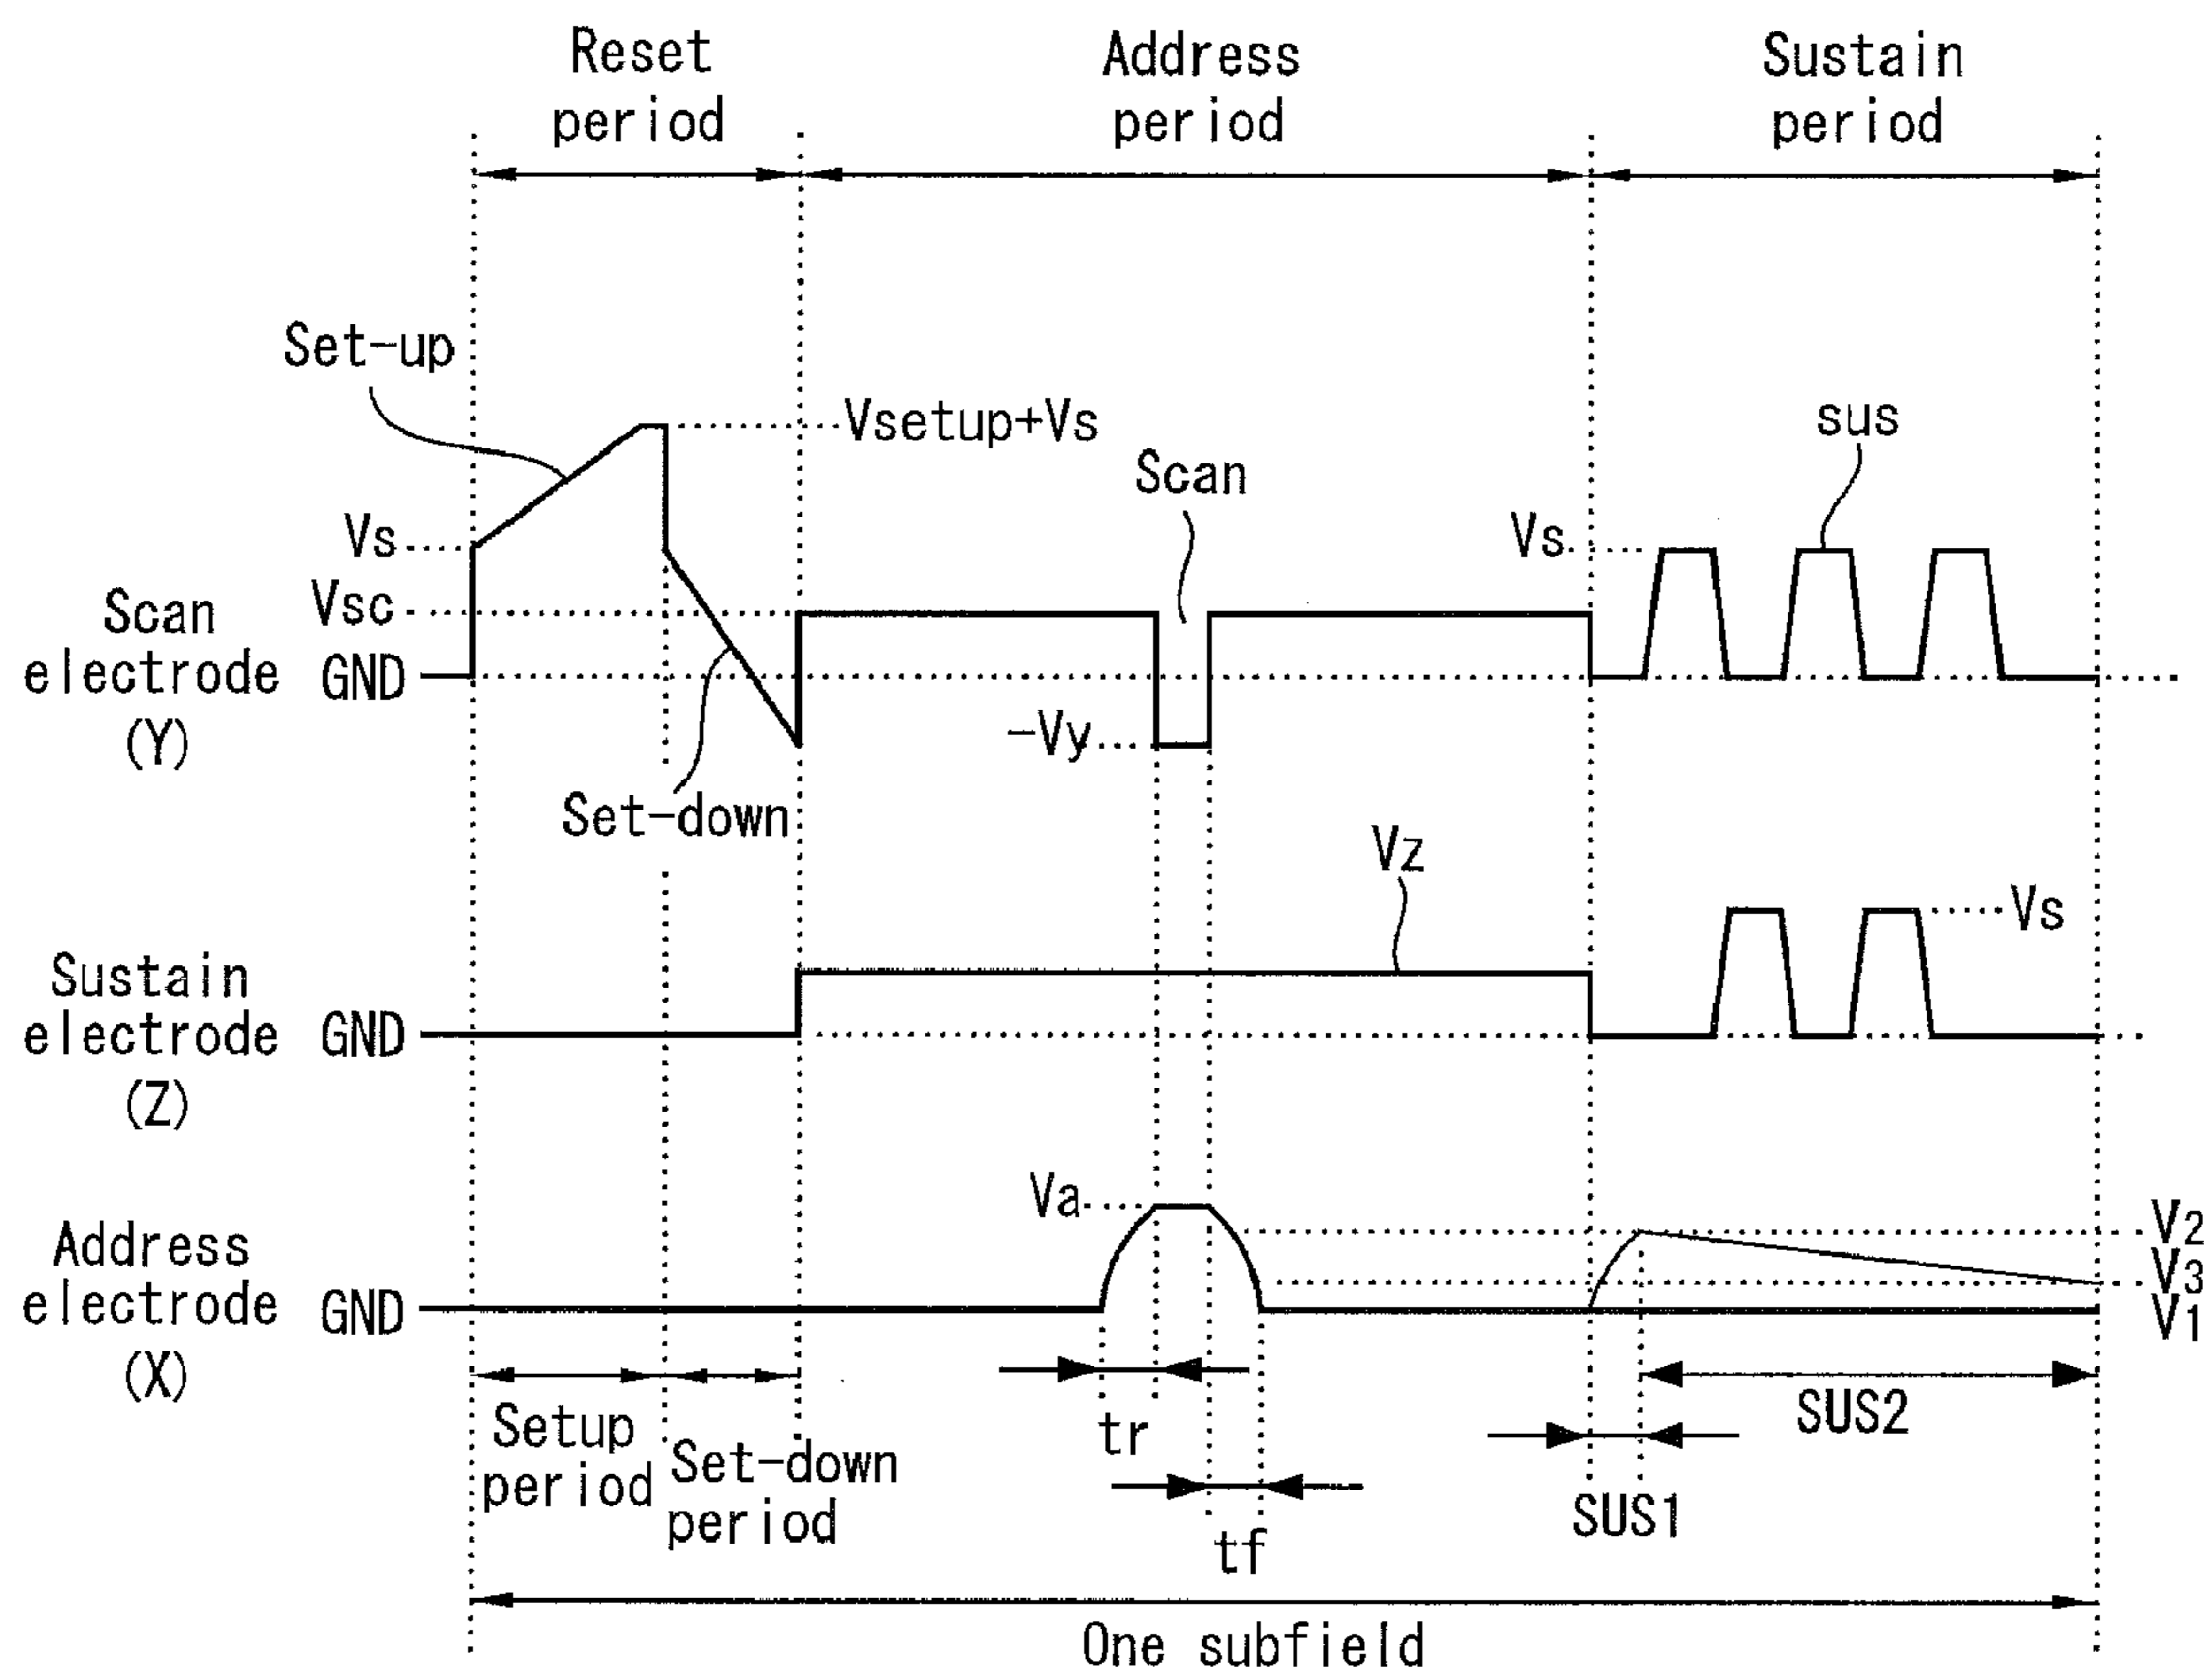 Reset
period
Address
period
Sustain
period
Set-up
Vsetup+Vs
sus
Scan
Vs
Vs
Vsc
Scan
electrode
(Y)
GND
-Vy
Set-down
Vz
Vs
Sustain
electrode
(Z)
GND
Va
V2
V3
V1
Address
electrode
(X)
GND
Setup
period
Set-down
period
tr
tf
SUS1
SUS2
One subfield